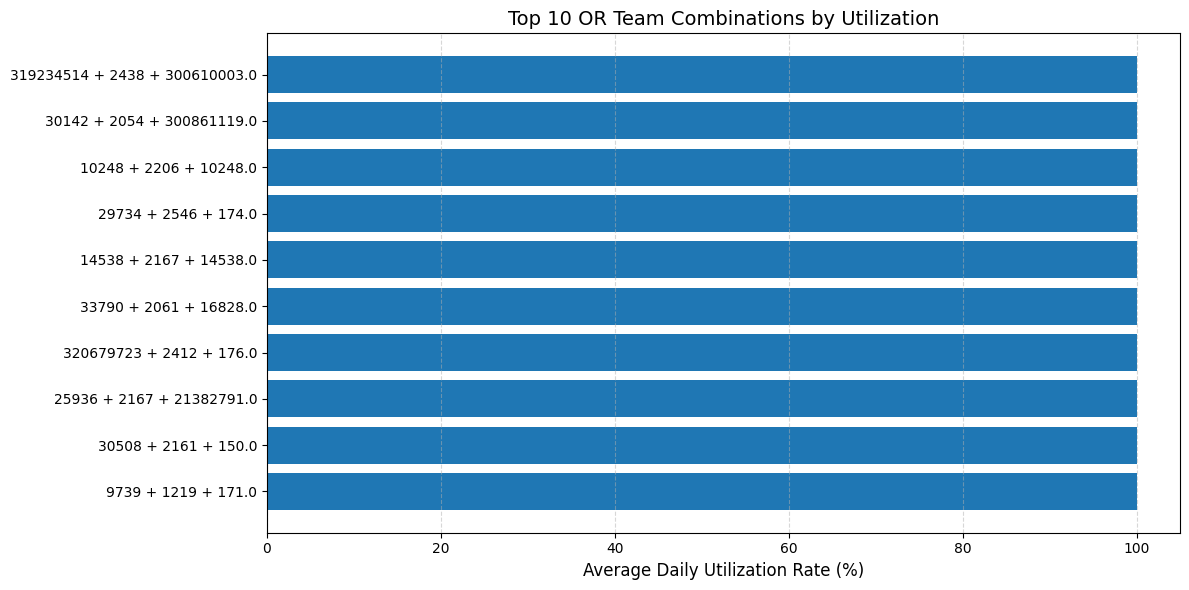 Top 10 OR Team Combinations by Utilization
319234514 + 2438 + 300610003.0
30142 + 2054 + 300861119.0
10248 + 2206 + 10248.0
29734 + 2546 + 174.0
14538 + 2167 + 14538.0
33790 + 2061 + 16828.0
320679723 + 2412 + 176.0
25936 + 2167 + 21382791.0
30508 + 2161 + 150.0
9739 + 1219 + 171.0
0 20 40 60 80 100
Average Daily Utilization Rate (%)